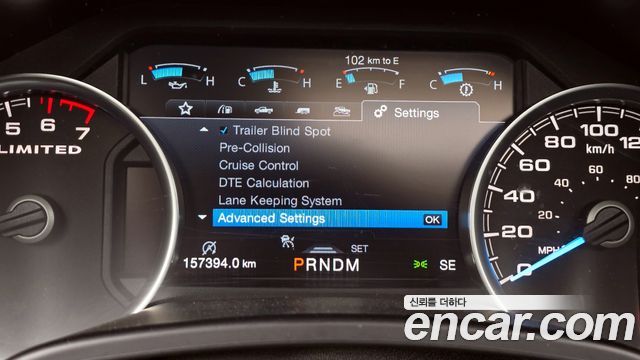 102 km to E
L H C H E F C H
Settings
Trailer Blind Spot
Pre-Collision
Cruise Control
DTE Calculation
Lane Keeping System
Advanced Settings OK
SET
157394.0 km PRNDM SE
5 6 7
LIMITED
0 20 40 60 80 100 120
km/h
40 80
MPH
신뢰를 더하다
encar.com